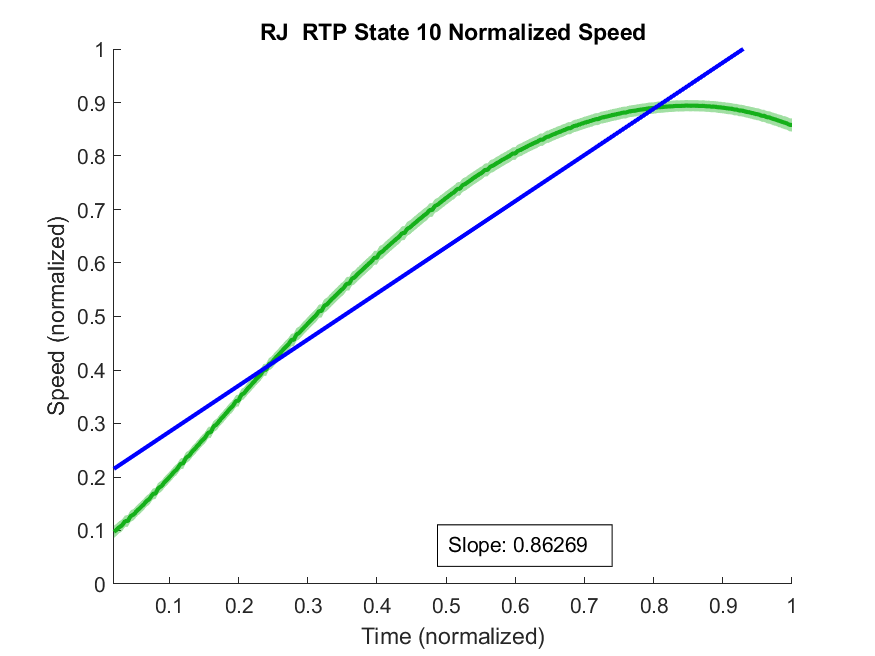 RJ  RTP State 10 Normalized Speed
1
0.9
0.8
0.7
0.6
0.5
0.4
0.3
0.2
0.1
0
Speed (normalized)
Slope: 0.86269
0.1 0.2 0.3 0.4 0.5 0.6 0.7 0.8 0.9 1
Time (normalized)